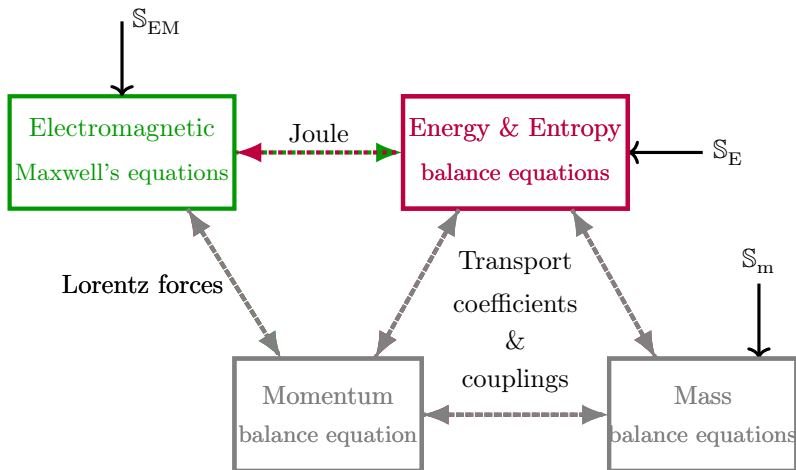 𝕊EM
Electromagnetic
Maxwell's equations
Joule
Energy & Entropy
balance equations
𝕊E
Lorentz forces
Transport
coefficients
&
couplings
𝕊m
Momentum
balance equation
Mass
balance equations